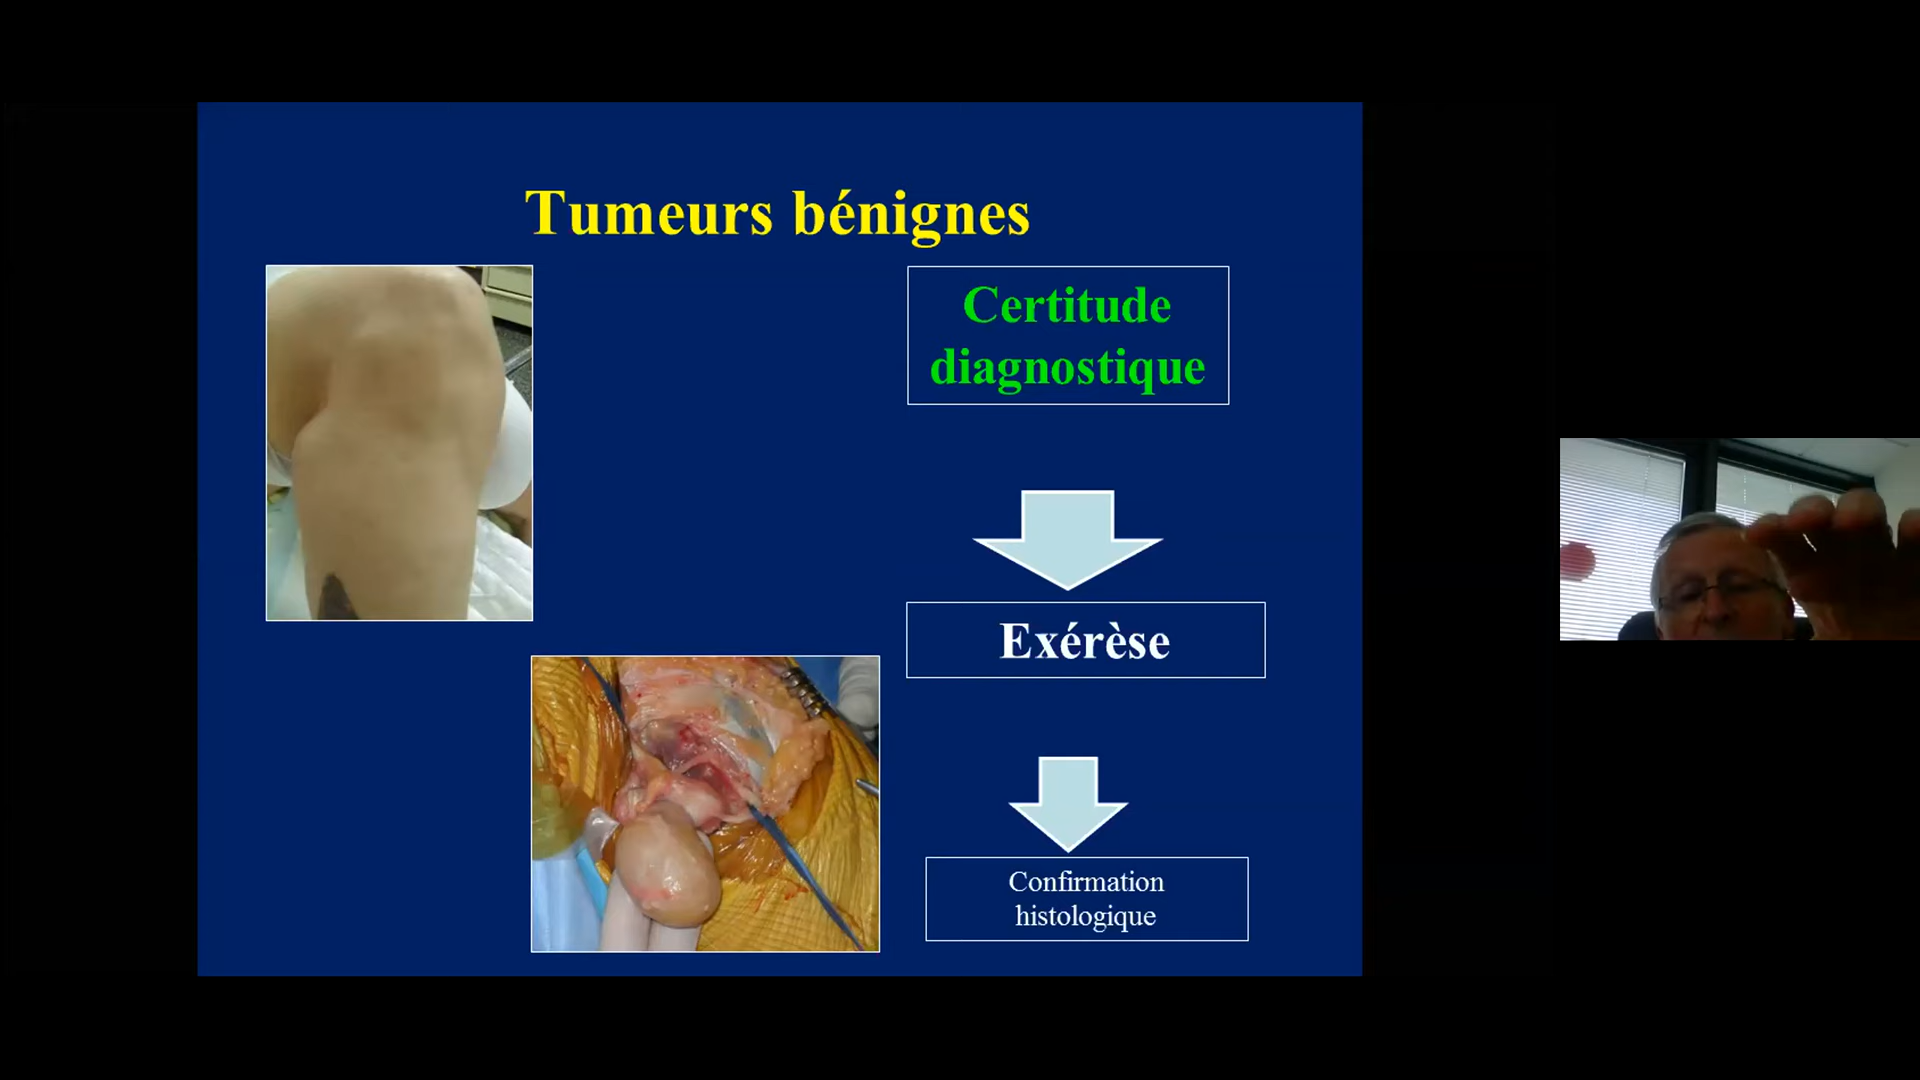 Tumeurs bénignes
Certitude
diagnostique
Exérèse
Confirmation
histologique